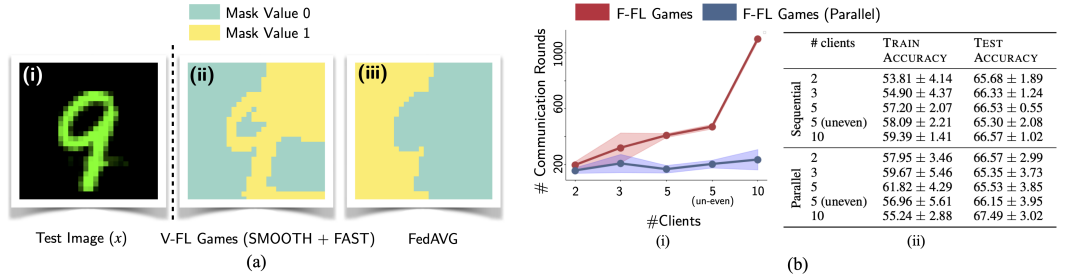 Mask Value 0
Mask Value 1
(i)
(ii)
(iii)
Test Image (x)
V-FL Games (SMOOTH + FAST)
FedAVG
(a)
F-FL Games
F-FL Games (Parallel)
# Communication Rounds
1000
600
200
2
3
5
5
10
(un-even)
#Clients
(i)
# clients TRAIN ACCURACY TEST ACCURACY
Sequential
2 53.81 ± 4.14 65.68 ± 1.89
3 54.90 ± 4.37 66.33 ± 1.24
5 57.20 ± 2.07 66.53 ± 0.55
5 (uneven) 58.09 ± 2.21 65.30 ± 2.08
10 59.39 ± 1.41 66.57 ± 1.02
Parallel
2 57.95 ± 3.46 66.57 ± 2.99
3 59.67 ± 5.46 65.35 ± 3.73
5 61.82 ± 4.29 65.53 ± 3.85
5 (uneven) 56.96 ± 5.61 66.15 ± 3.95
10 55.24 ± 2.88 67.49 ± 3.02
(ii)
(b)